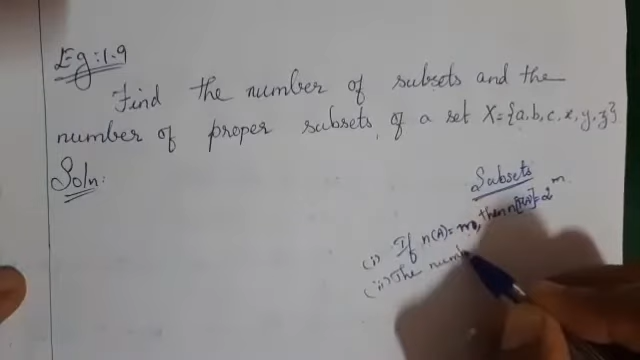 Eg:1.9
Find the number of subsets and the
number of proper subsets of a set X={a,b,c,x,y,z}
Soln:
Subsets
(i) If n(A)=m, then n[P(A)]=2^m
(ii) The numb